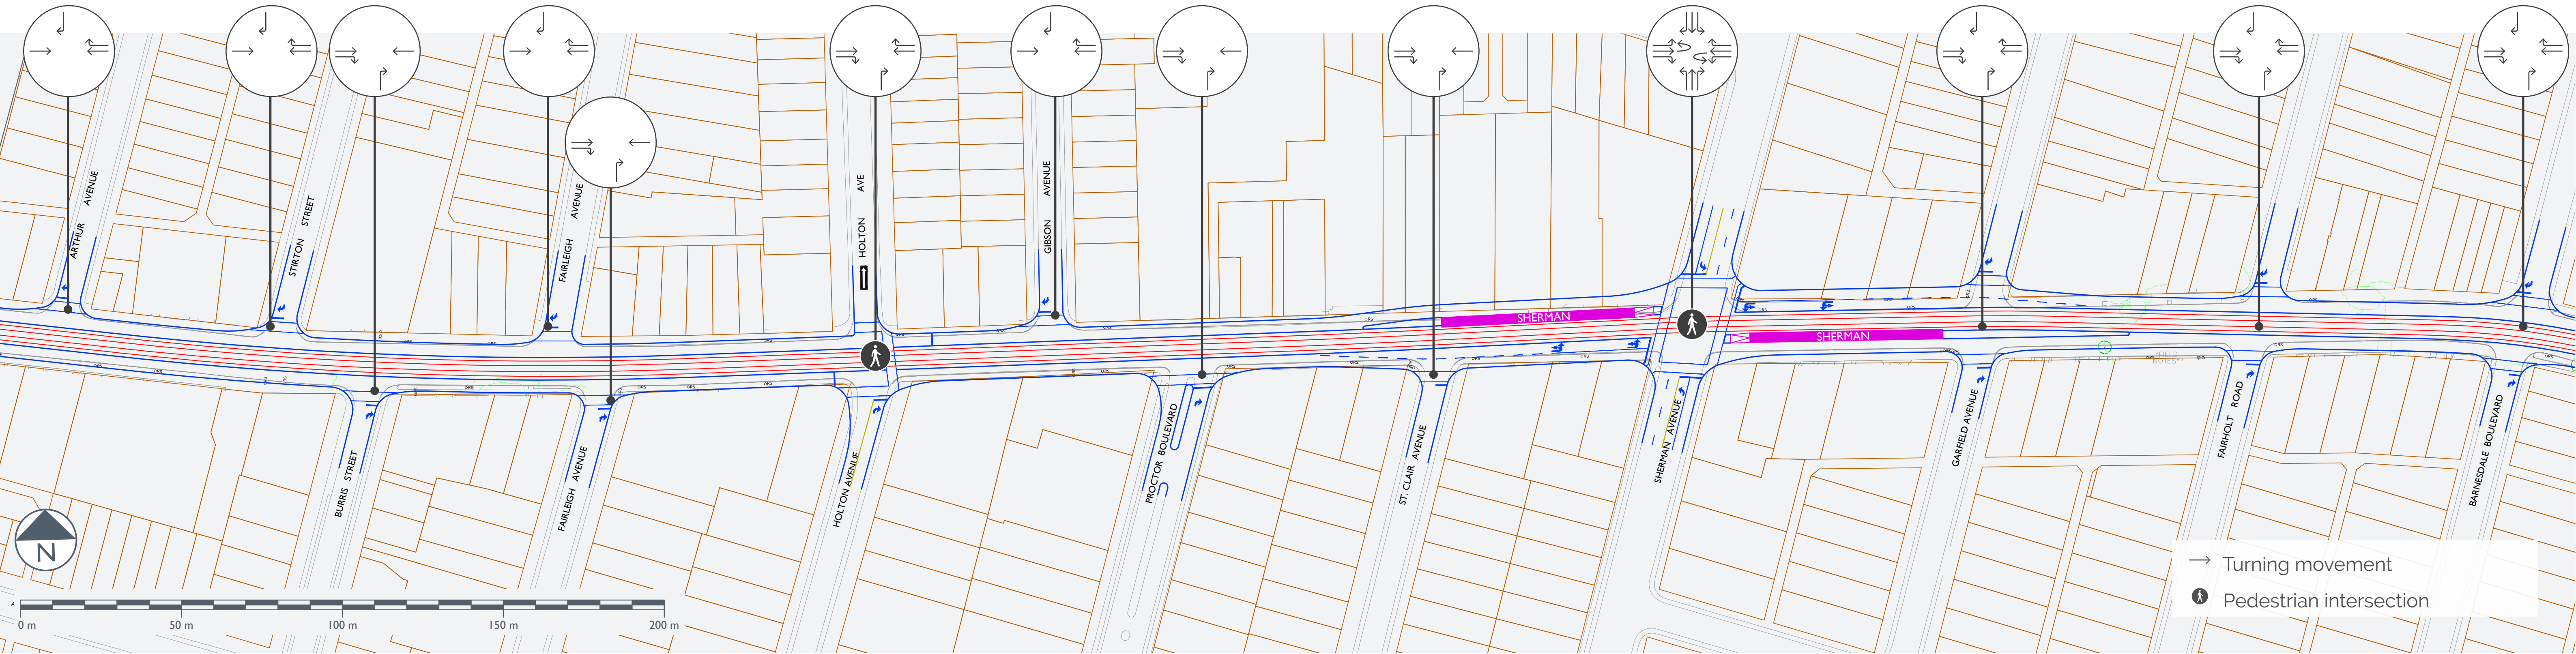 ARTHUR AVENUE
STIRTON STREET
FAIRLEIGH AVENUE
HOLTON AVE
GIBSON AVENUE
SHERMAN
SHERMAN
BURRIS STREET
FAIRLEIGH AVENUE
HOLTON AVENUE
PROCTOR BOULEVARD
ST. CLAIR AVENUE
SHERMAN AVENUE
GARFIELD AVENUE
FAIRHOLT ROAD
BARNESDALE BOULEVARD
N
0 m
50 m
100 m
150 m
200 m
Turning movement
Pedestrian intersection